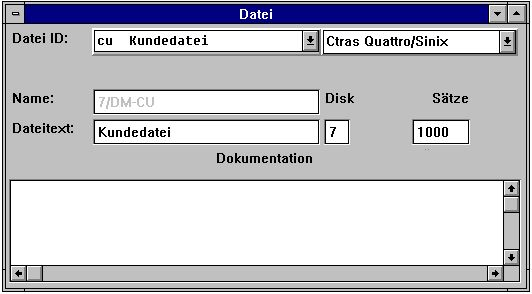 Datei
Datei ID: cu Kundedatei Ctras Quattro/Sinix
Name: 7/DM-CU Disk Sätze
Dateitext: Kundedatei 7 1000
Dokumentation